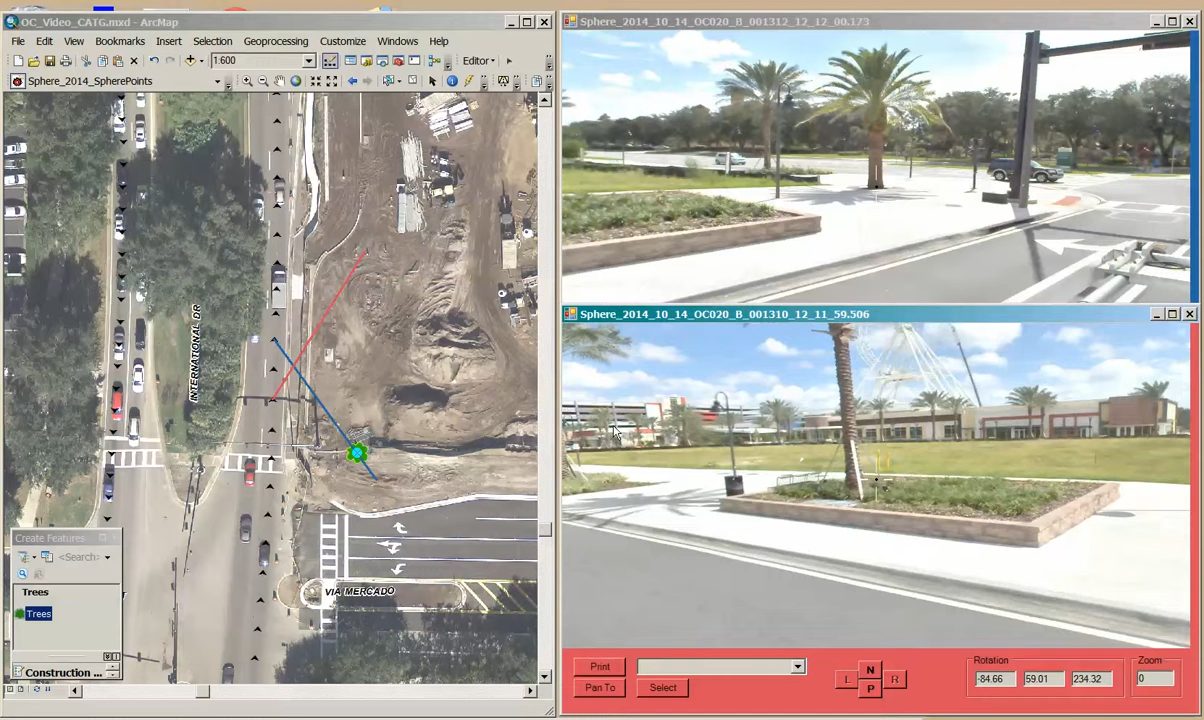 OC_Video_CATG.mxd - ArcMap
File Edit View Bookmarks Insert Selection Geoprocessing Customize Windows Help
1:600
Editor
Sphere_2014_SpherePoints
INTERNATIONAL DR
VIA MERCADO
Create Features
<Search>
Trees
Trees
Construction ...
Sphere_2014_10_14_OC020_B_001312_12_12_00.173
Sphere_2014_10_14_OC020_B_001310_12_11_59.506
Print
Pan To
Select
L
N
P
R
Rotation
-84.66 59.01 234.32
Zoom
0